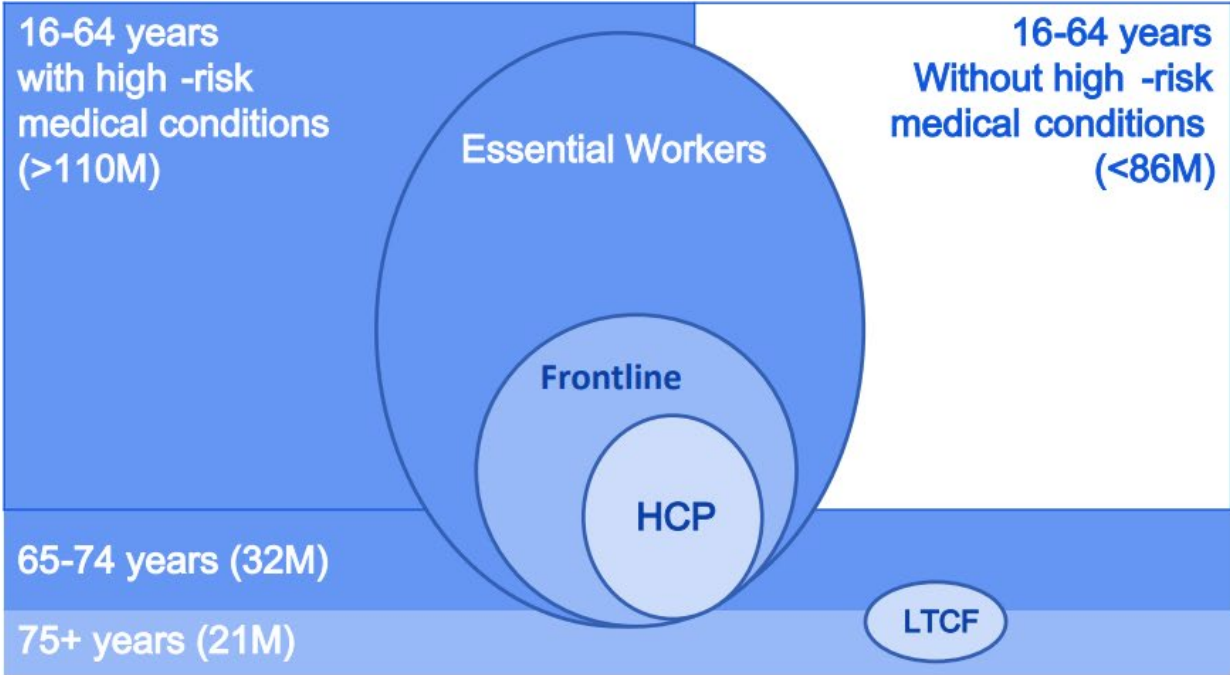 16-64 years
with high -risk
medical conditions
(>110M)
16-64 years
Without high -risk
medical conditions
(<86M)
Essential Workers
Frontline
HCP
65-74 years (32M)
75+ years (21M)
LTCF